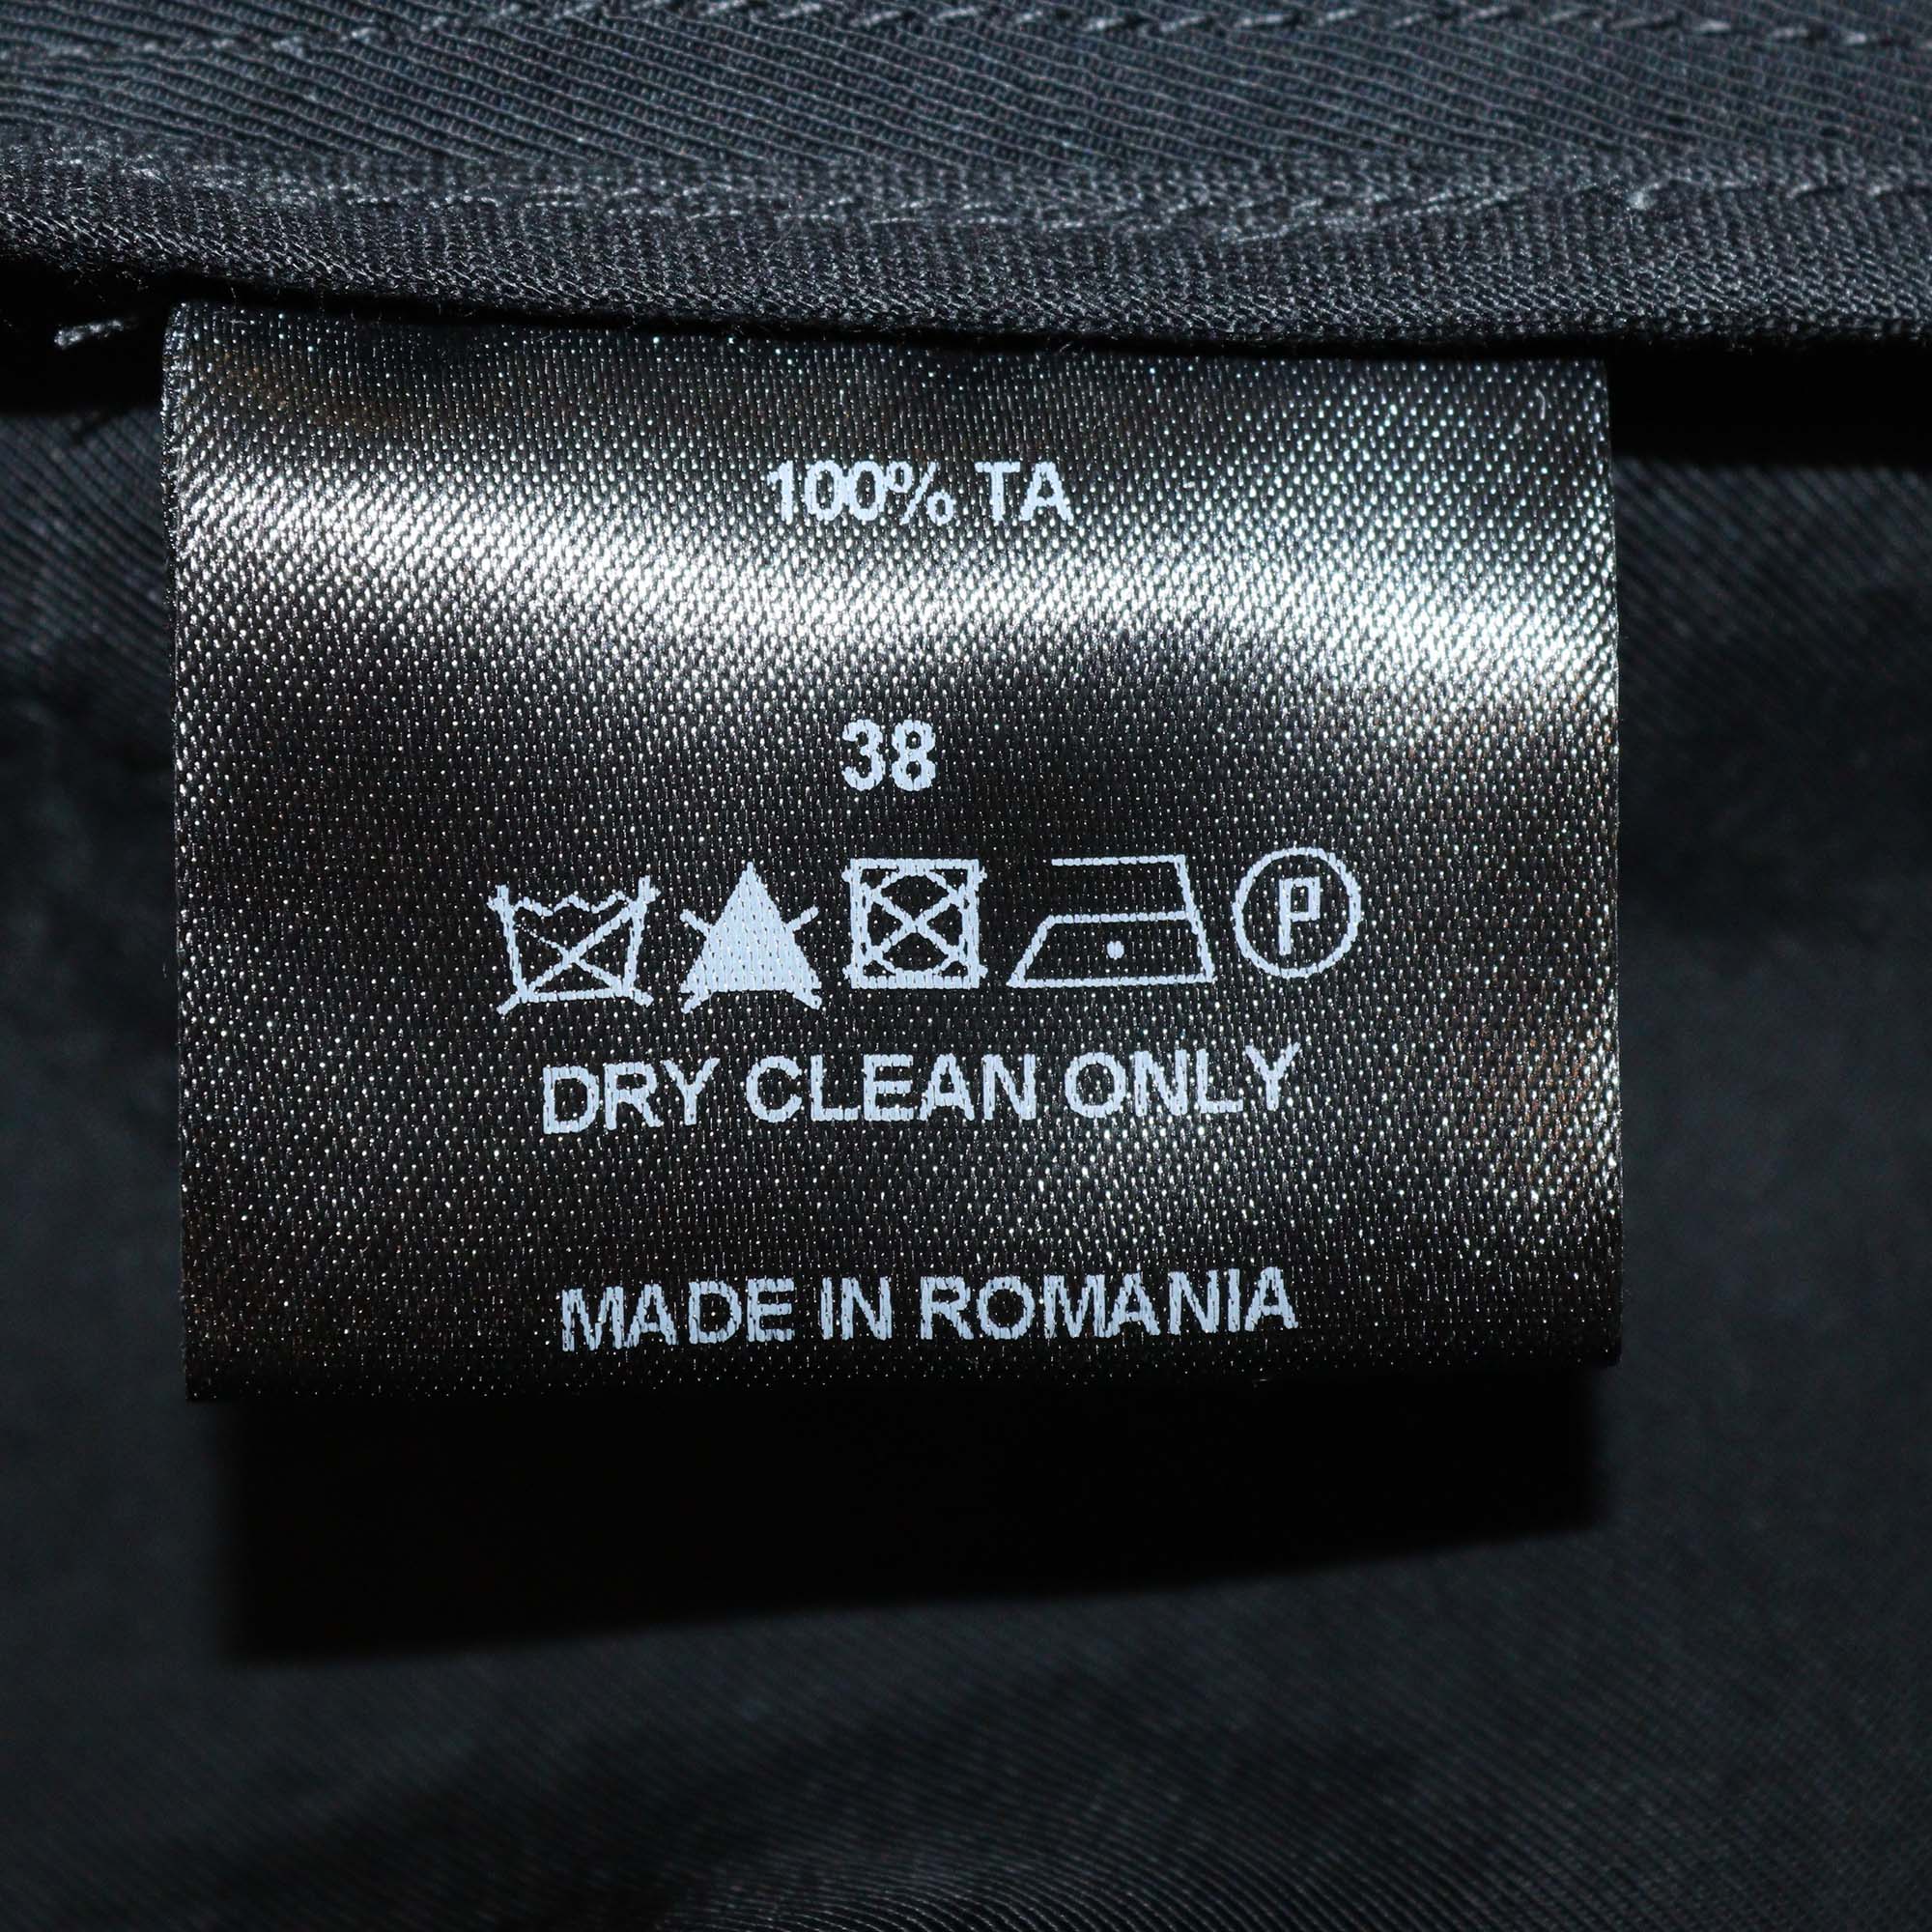 100% TA
38
P
DRY CLEAN ONLY
MADE IN ROMANIA